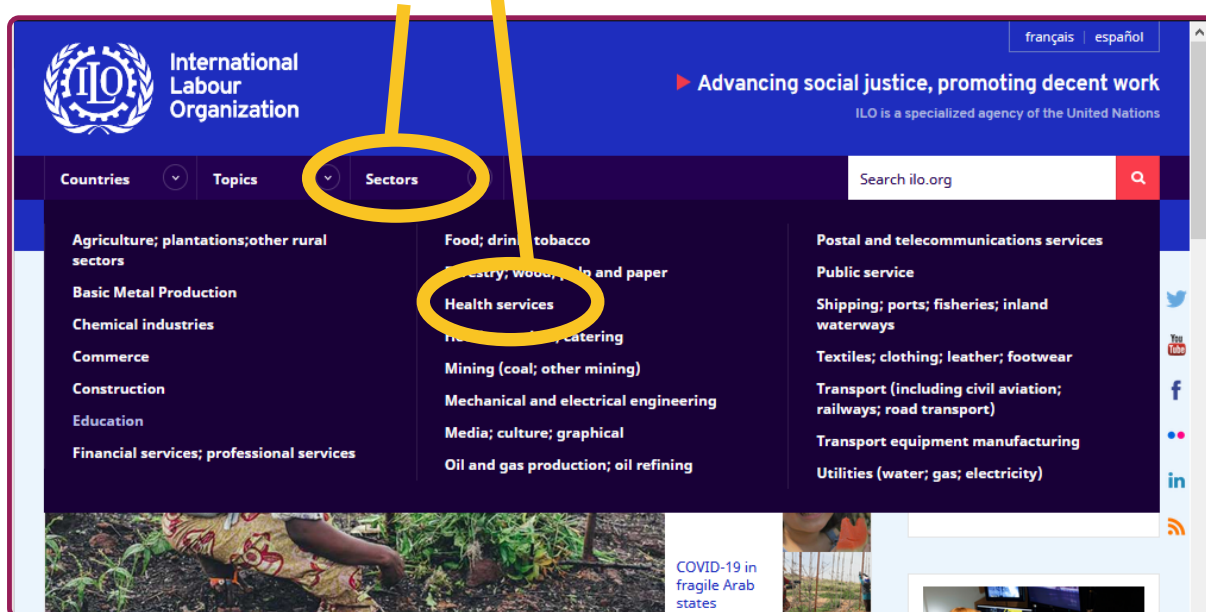 français | español
ILO
International
Labour
Organization
Advancing social justice, promoting decent work
ILO is a specialized agency of the United Nations
Countries
Topics
Sectors
Search ilo.org
Agriculture; plantations;other rural
sectors
Basic Metal Production
Chemical industries
Commerce
Construction
Education
Financial services; professional services
Food; drink; tobacco
Forestry; wood; pulp and paper
Health services
catering
Mining (coal; other mining)
Mechanical and electrical engineering
Media; culture; graphical
Oil and gas production; oil refining
Postal and telecommunications services
Public service
Shipping; ports; fisheries; inland
waterways
Textiles; clothing; leather; footwear
Transport (including civil aviation;
railways; road transport)
Transport equipment manufacturing
Utilities (water; gas; electricity)
You
Tube
f
in
COVID-19 in
fragile Arab
states